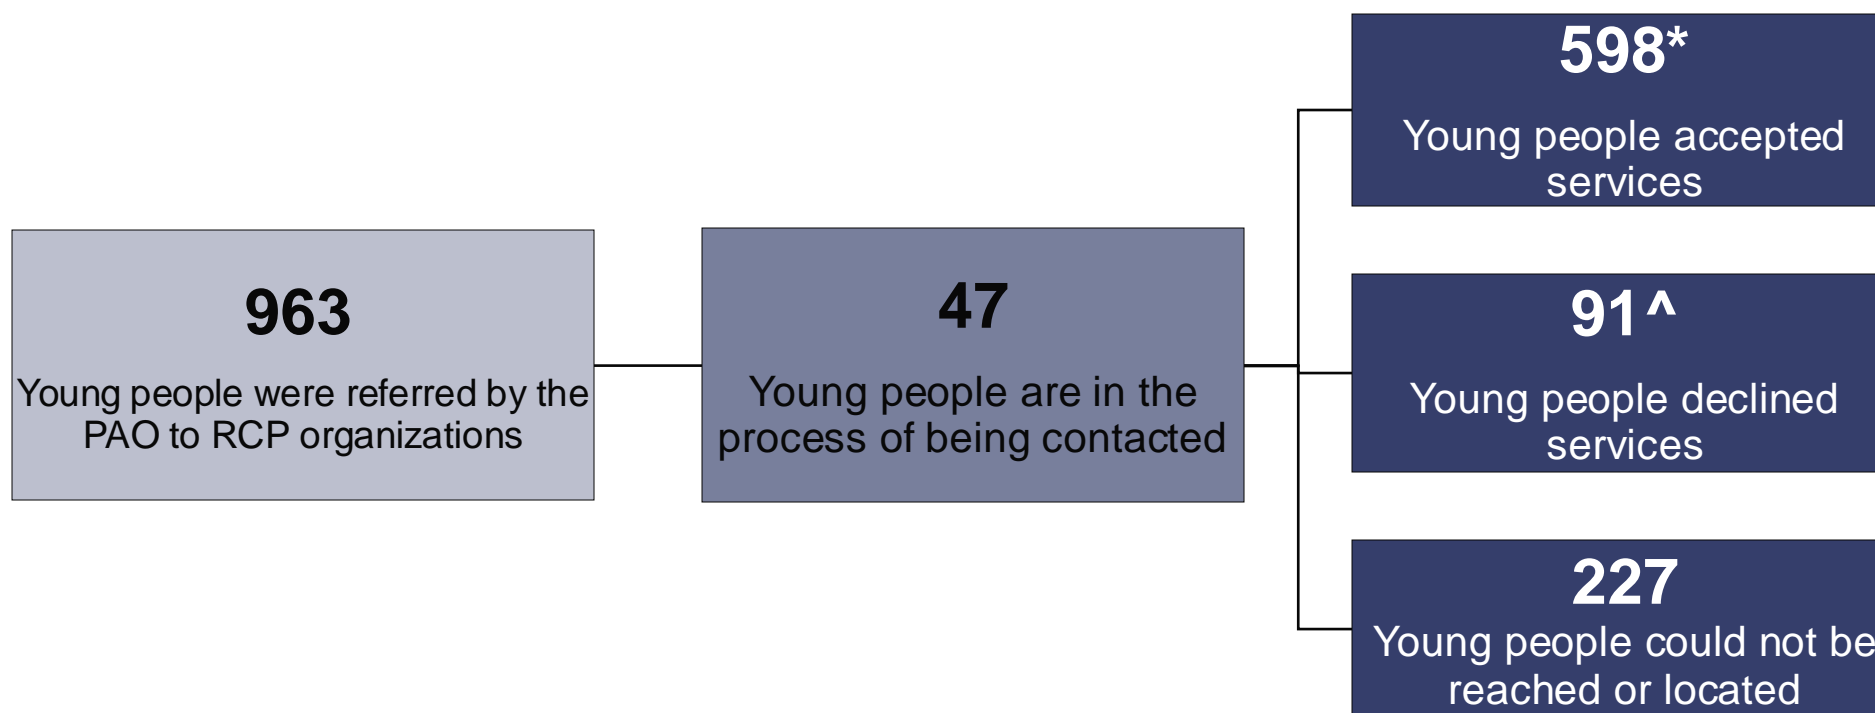 963
Young people were referred by the
PAO to RCP organizations
47
Young people are in the
process of being contacted
598*
Young people accepted
services
91^
Young people declined
services
227
Young people could not be
reached or located